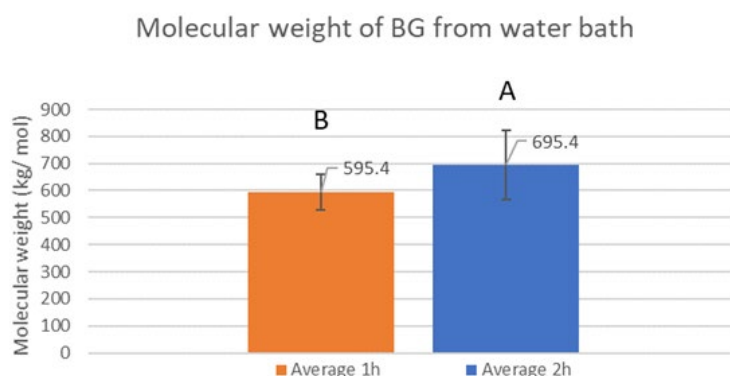 Molecular weight of BG from water bath
Molecular weight (kg/ mol)
900
800
700
600
500
400
300
200
100
0
B
A
595.4
695.4
Average 1h
Average 2h